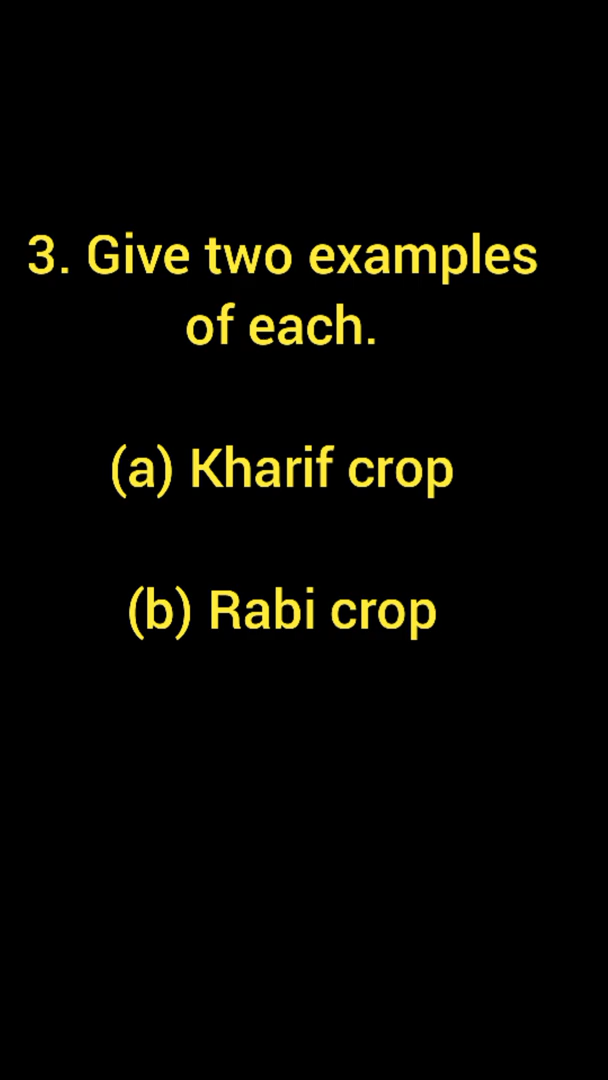 3. Give two examples
of each.
(a) Kharif crop
(b) Rabi crop